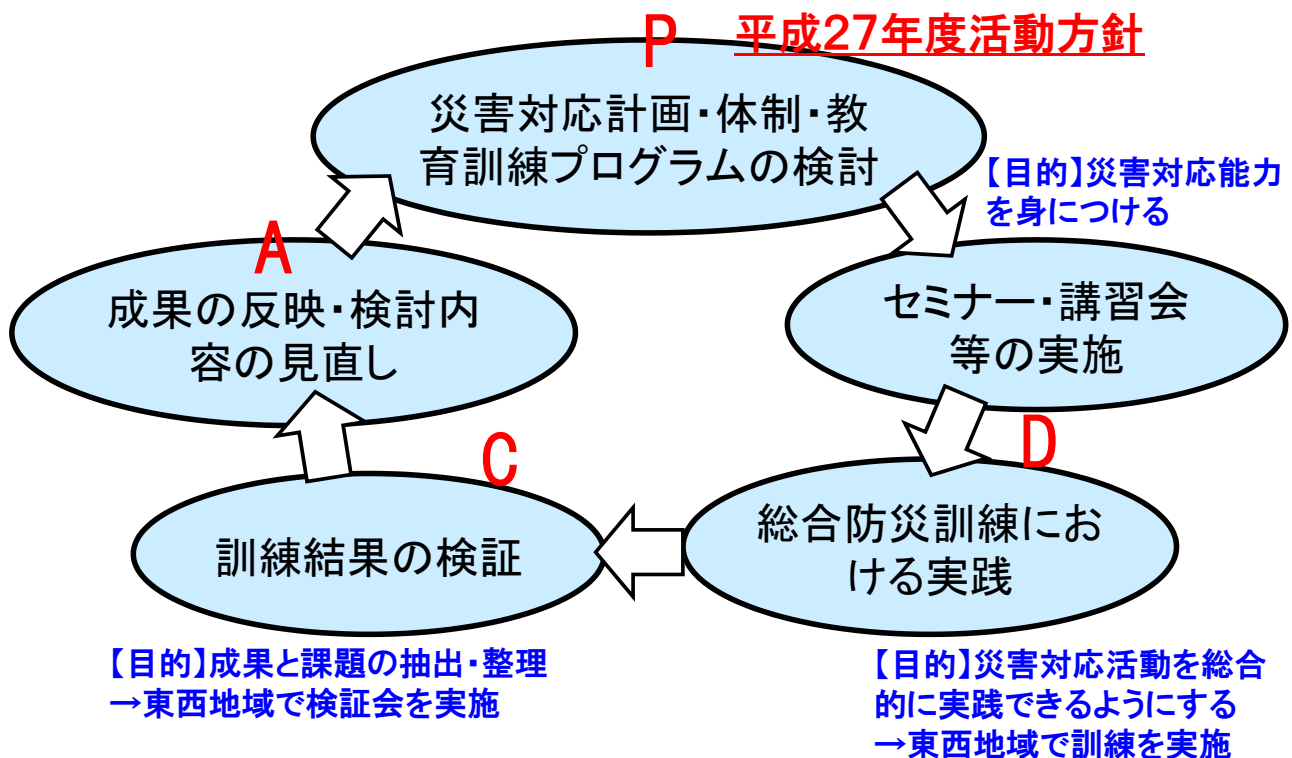 P
平成27年度活動方針
災害対応計画・体制・教
育訓練プログラムの検討
【目的】災害対応能力
を身につける
A
成果の反映・検討内
容の見直し
セミナー・講習会
等の実施
C
D
訓練結果の検証
総合防災訓練にお
ける実践
【目的】成果と課題の抽出・整理
→東西地域で検証会を実施
【目的】災害対応活動を総合
的に実践できるようにする
→東西地域で訓練を実施